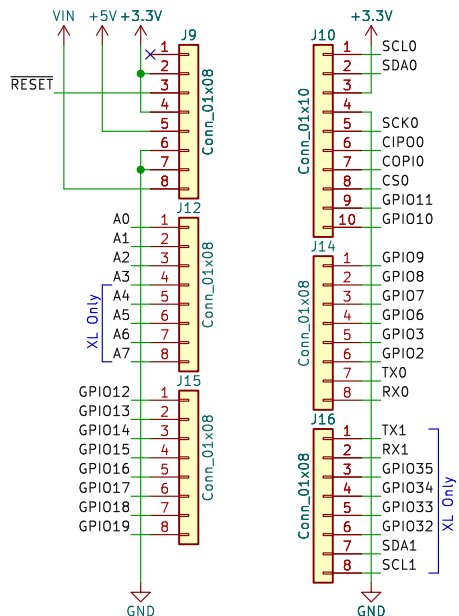 VIN +5V +3.3V
J9
1
2
RESET 3
4
5
6
7
8
Conn_01x08
J12
A0 1
A1 2
A2 3
A3 4
A4 5
A5 6
A6 7
A7 8
XL Only
Conn_01x08
J15
GPIO12 1
GPIO13 2
GPIO14 3
GPIO15 4
GPIO16 5
GPIO17 6
GPIO18 7
GPIO19 8
Conn_01x08
GND
+3.3V
J10
1 SCL0
2 SDA0
3
4
5 SCK0
6 CIPO0
7 COPI0
8 CS0
9 GPIO11
10 GPIO10
Conn_01x10
J14
1 GPIO9
2 GPIO8
3 GPIO7
4 GPIO6
5 GPIO3
6 GPIO2
7 TX0
8 RX0
Conn_01x08
J16
1 TX1
2 RX1
3 GPIO35
4 GPIO34
5 GPIO33
6 GPIO32
7 SDA1
8 SCL1
Conn_01x08
XL Only
GND